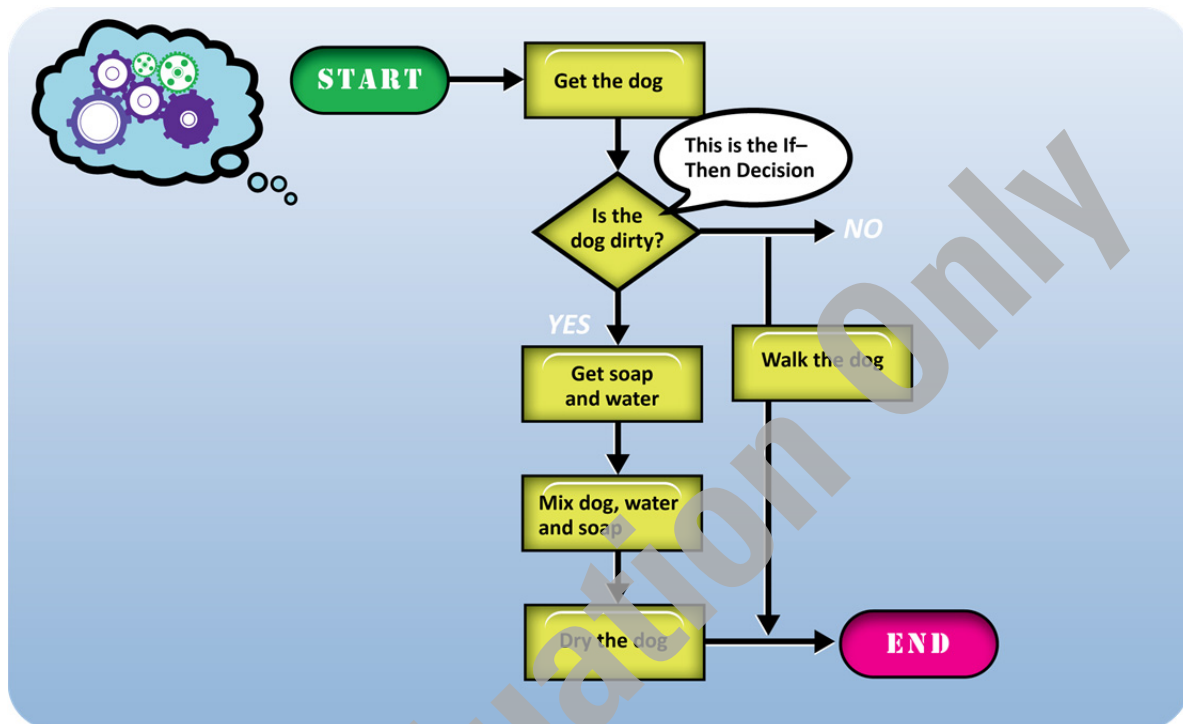 START
Get the dog
This is the If–
Then Decision
Is the
dog dirty?
NO
YES
Get soap
and water
Walk the dog
Mix dog, water
and soap
Dry the dog
END
uation Only